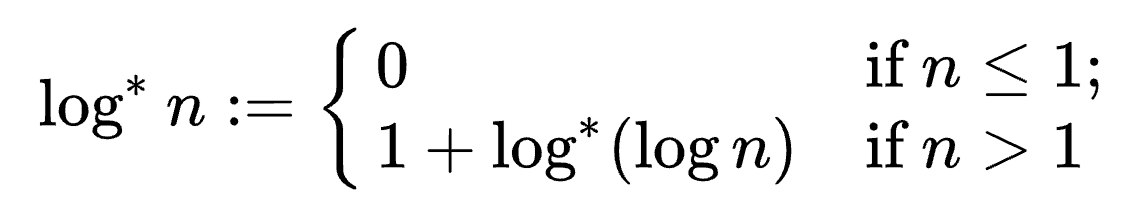 log* n := { 0 if n ≤ 1;
1 + log*(log n) if n > 1